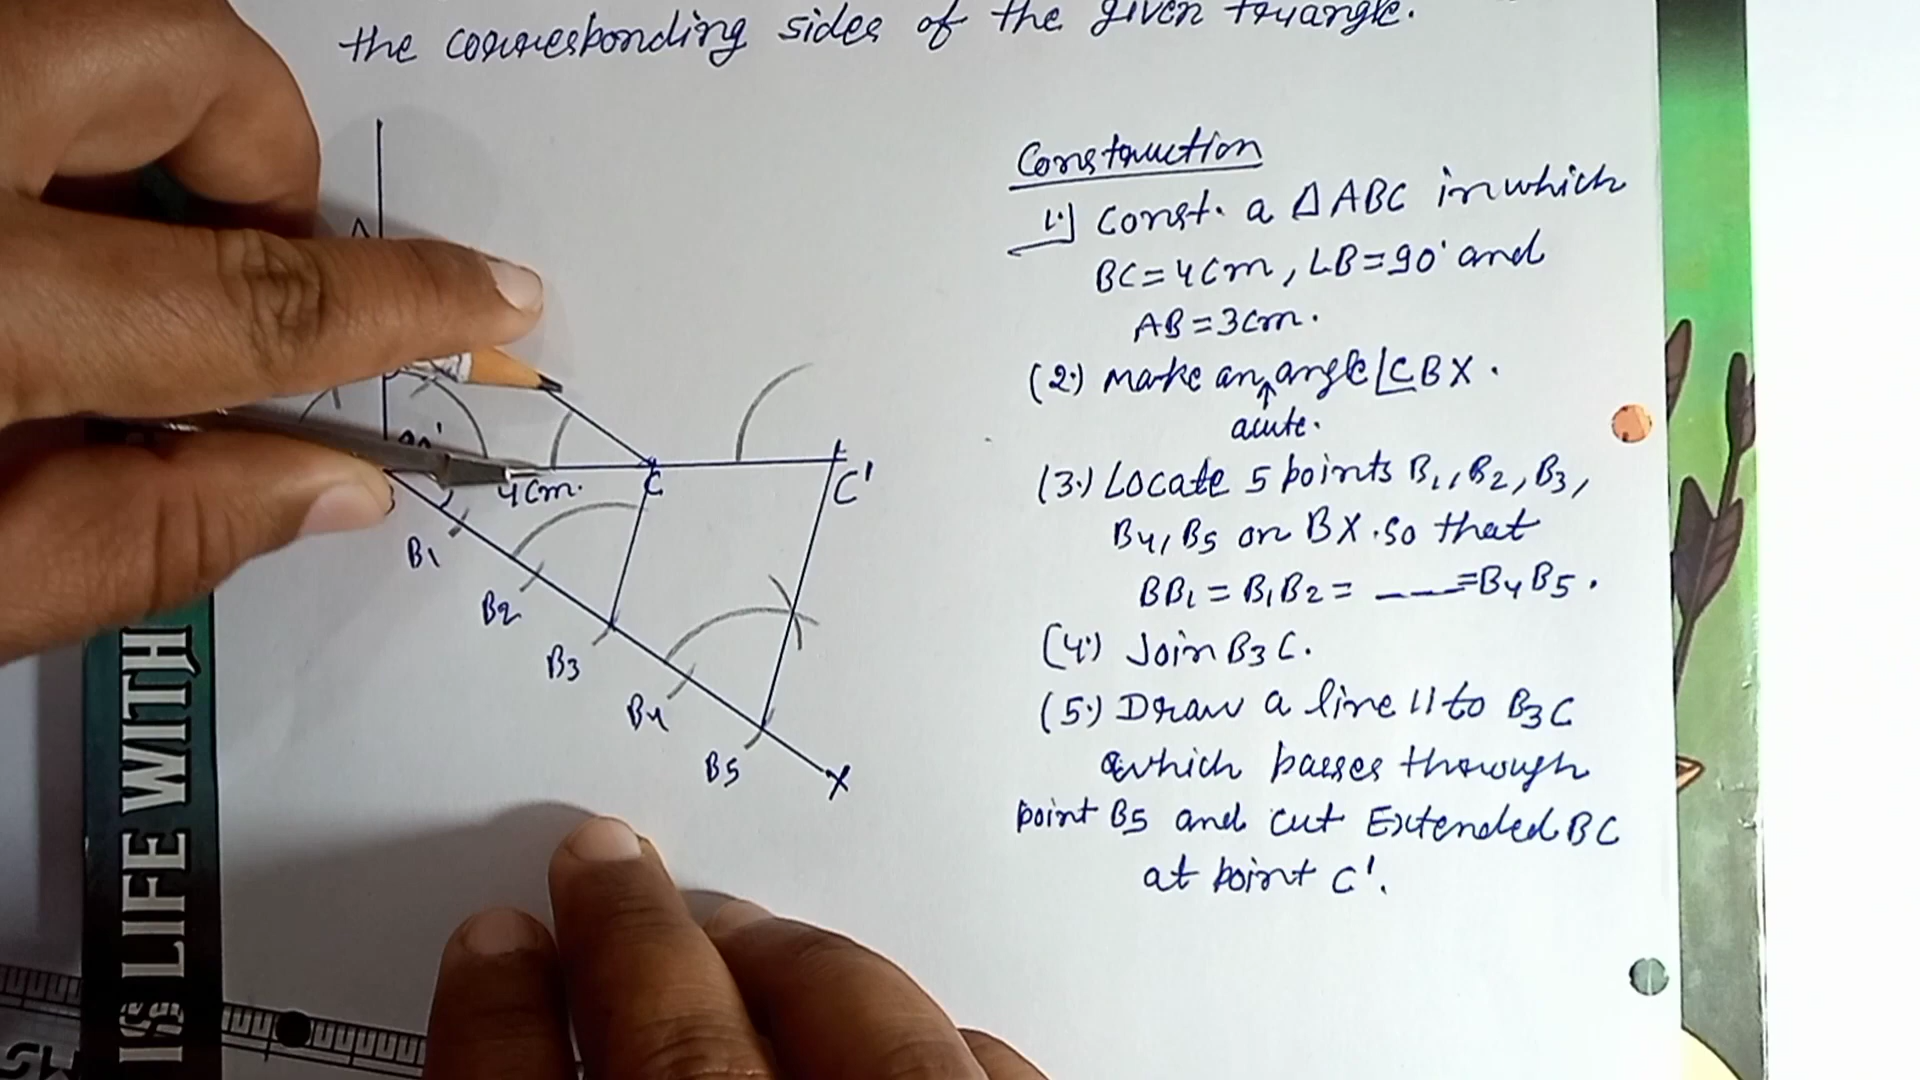 the corresponding sides of the given triangle.
Construction
1.) Const. a △ABC in which
BC = 4cm, ∠B = 90° and
AB = 3cm.
(2.) Make an angle ∠CBX.
acute.
(3.) Locate 5 points B1, B2, B3,
B4, B5 on BX. so that
BB1 = B1B2 = ___ = B4B5.
(4.) Join B3C.
(5.) Draw a line || to B3C
which passes through
point B5 and cut Extended BC
at point C'.
A
90°
4cm.
C
C'
B1
B2
B3
B4
B5
X
IS LIFE WITH